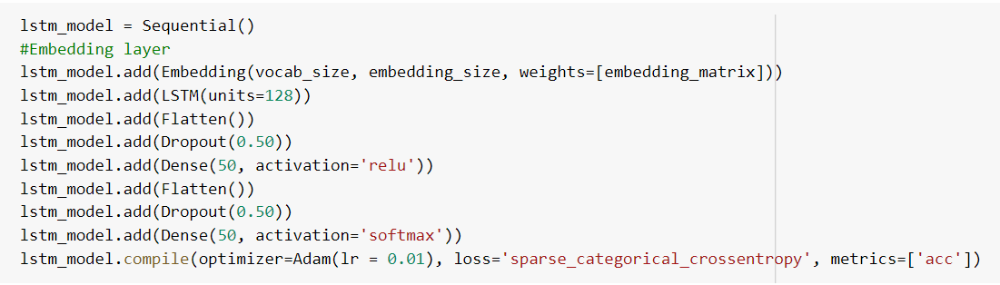 lstm_model = Sequential()
#Embedding layer
lstm_model.add(Embedding(vocab_size, embedding_size, weights=[embedding_matrix]))
lstm_model.add(LSTM(units=128))
lstm_model.add(Flatten())
lstm_model.add(Dropout(0.50))
lstm_model.add(Dense(50, activation='relu'))
lstm_model.add(Flatten())
lstm_model.add(Dropout(0.50))
lstm_model.add(Dense(50, activation='softmax'))
lstm_model.compile(optimizer=Adam(lr = 0.01), loss='sparse_categorical_crossentropy', metrics=['acc'])